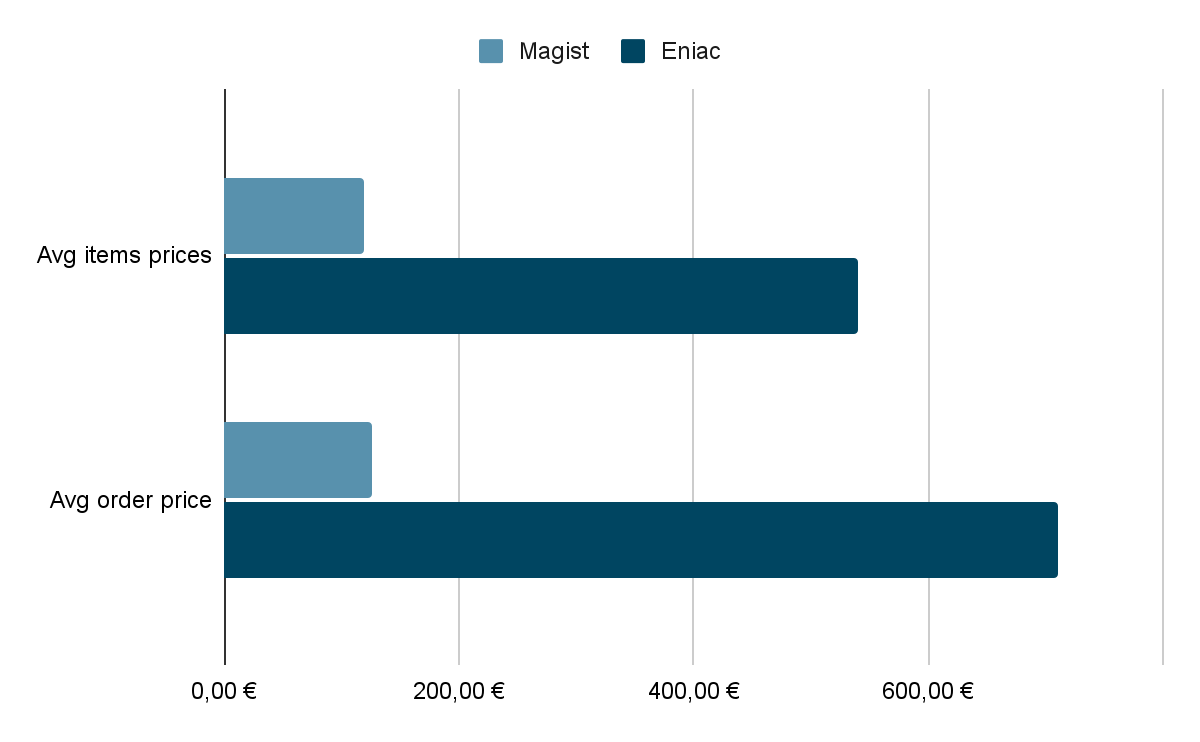 Magist Eniac
Avg items prices
Avg order price
0,00 € 200,00 € 400,00 € 600,00 €